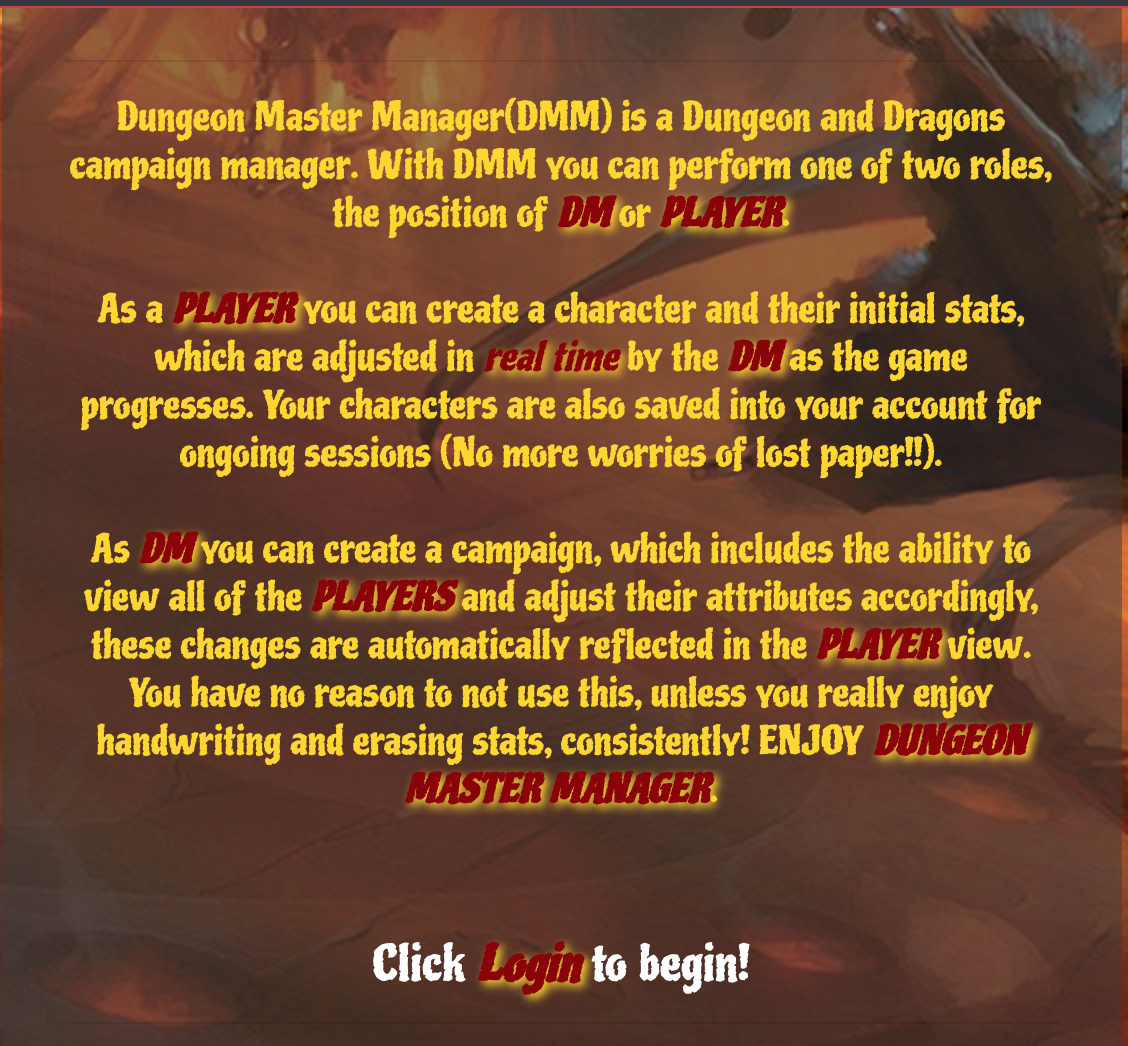 Dungeon Master Manager(DMM) is a Dungeon and Dragons
campaign manager. With DMM you can perform one of two roles,
the position of DM or PLAYER.
As a PLAYER you can create a character and their initial stats,
which are adjusted in real time by the DM as the game
progresses. Your characters are also saved into your account for
ongoing sessions (No more worries of lost paper!!).
As DM you can create a campaign, which includes the ability to
view all of the PLAYERS and adjust their attributes accordingly,
these changes are automatically reflected in the PLAYER view.
You have no reason to not use this, unless you really enjoy
handwriting and erasing stats, consistently! ENJOY DUNGEON
MASTER MANAGER.
Click Login to begin!